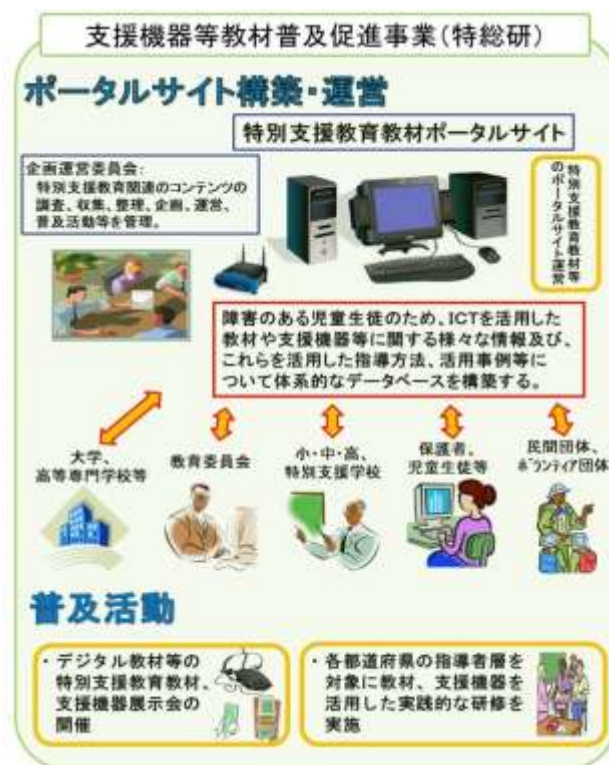 支援機器等教材普及促進事業(特総研)
ポータルサイト構築・運営
特別支援教育教材ポータルサイト
企画運営委員会:
特別支援教育関連のコンテンツの
調査、収集、整理、企画、運営、
普及活動等を管理。
特別支援教育教材等
のポータルサイト運営
障害のある児童生徒のため、ICTを活用した
教材や支援機器等に関する様々な情報及び、
これらを活用した指導方法、活用事例等に
ついて体系的なデータベースを構築する。
大学、
高等専門学校等
教育委員会
小・中・高、
特別支援学校
保護者、
児童生徒等
民間団体、
ボランティア団体
普及活動
・デジタル教材等の
特別支援教育教材、
支援機器展示会の
開催
・各都道府県の指導者層を
対象に教材、支援機器を
活用した実践的な研修を
実施